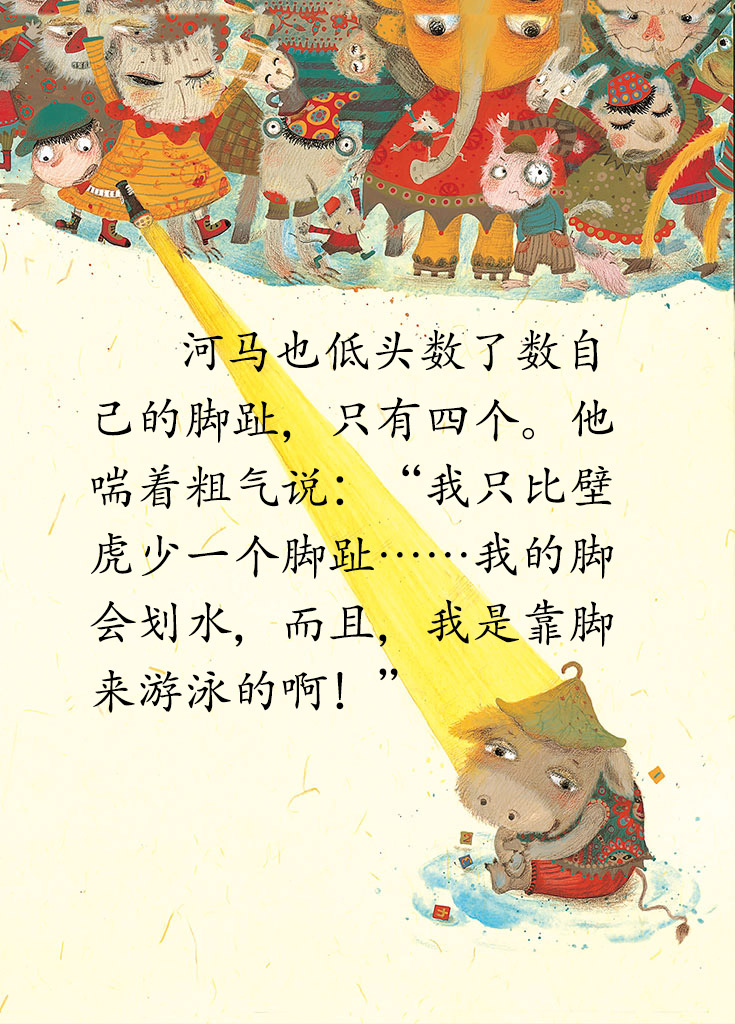 河马也低头数了数自
己的脚趾，只有四个。他
喘着粗气说：“我只比壁
虎少一个脚趾……我的脚
会划水，而且，我是靠脚
来游泳的啊！”